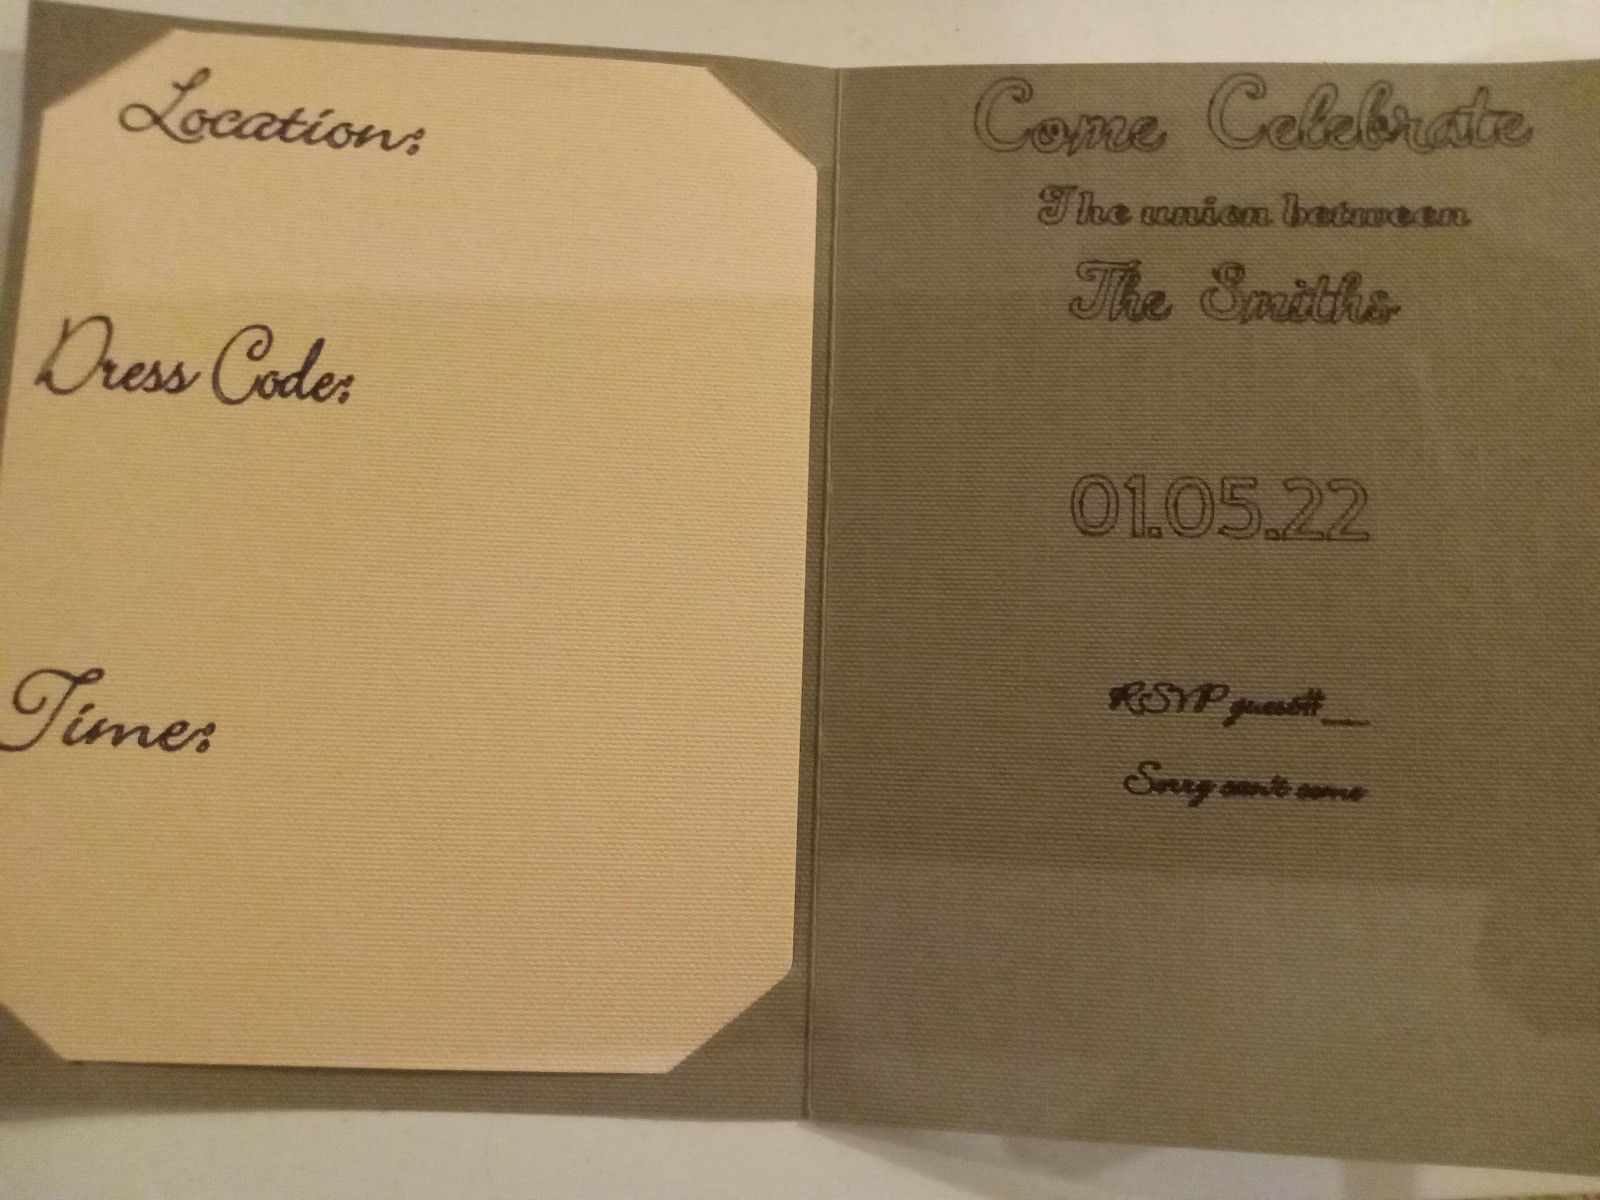 Location:
Dress Code:
Time:
Come Celebrate
The union between
The Smiths
01.05.22
RSVP guest#__
Sorry can't come